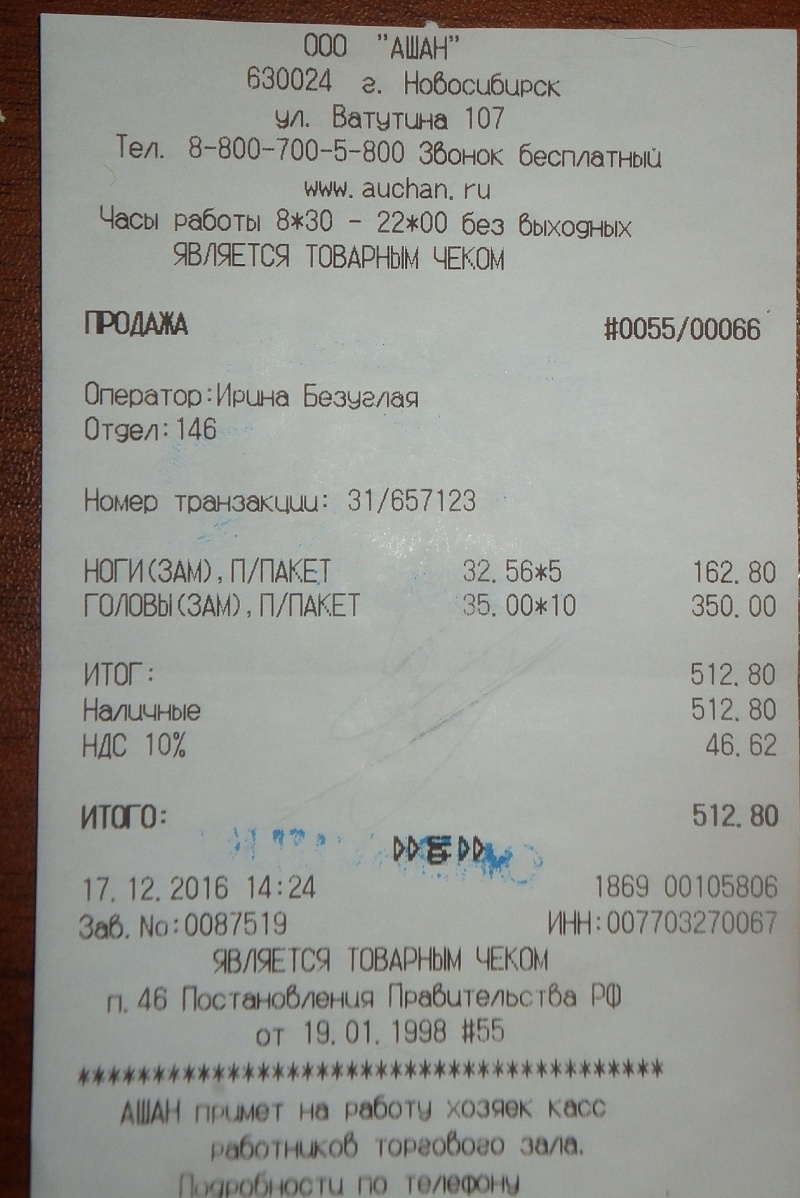 ООО "АШАН"
630024 г. Новосибирск
ул. Ватутина 107
Тел. 8-800-700-5-800 Звонок бесплатный
www.auchan.ru
Часы работы 8*30 - 22*00 без выходных
ЯВЛЯЕТСЯ ТОВАРНЫМ ЧЕКОМ
ПРОДАЖА #0055/00066
Оператор:Ирина Безуглая
Отдел:146
Номер транзакции: 31/657123
НОГИ(ЗАМ),П/ПАКЕТ 32.56*5 162.80
ГОЛОВЫ(ЗАМ),П/ПАКЕТ 35.00*10 350.00
ИТОГ: 512.80
Наличные 512.80
НДС 10% 46.62
ИТОГО: 512.80
17.12.2016 14:24 1869 00105806
Зав.No:0087519 ИНН:007703270067
ЯВЛЯЕТСЯ ТОВАРНЫМ ЧЕКОМ
п.46 Постановления Правительства РФ
от 19.01.1998 #55
****************************************
АШАН примет на работу хозяек касс
работников торгового зала.
Подробности по телефону